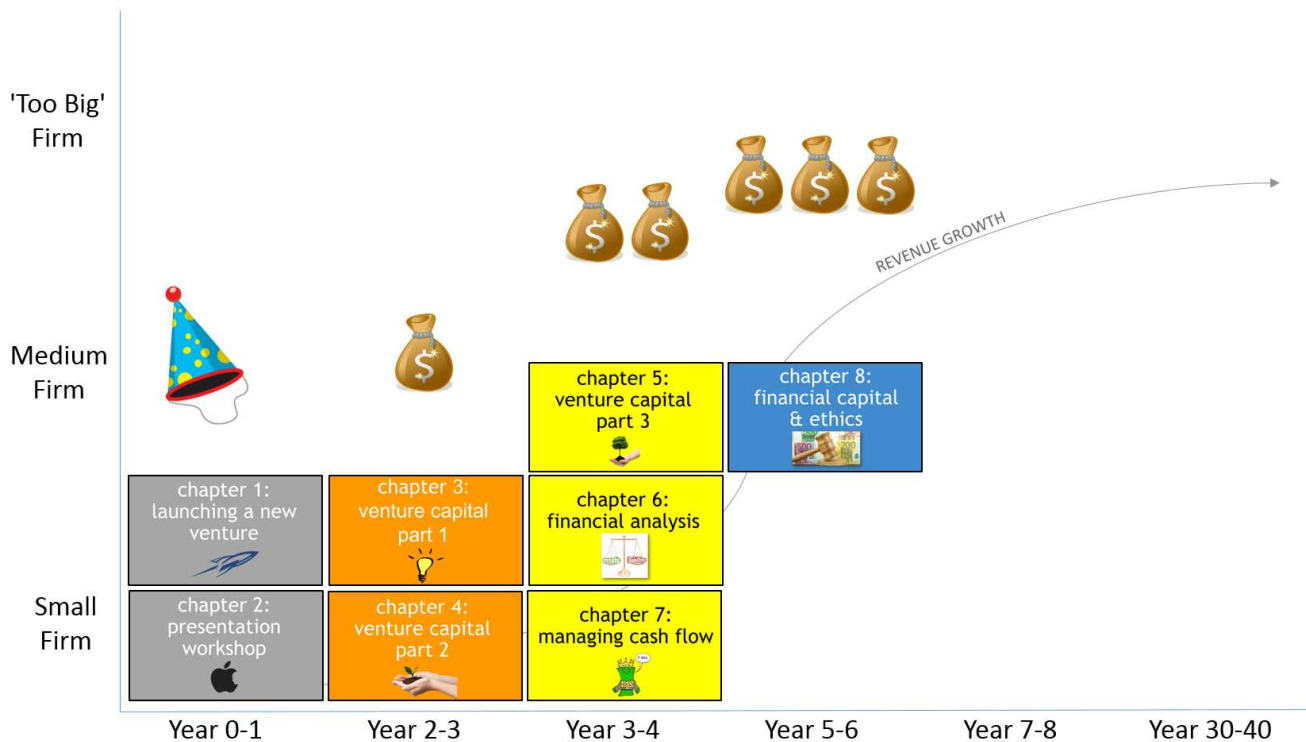 'Too Big'
Firm
REVENUE GROWTH
Medium
Firm
chapter 5:
venture capital
part 3
chapter 8:
financial capital
& ethics
chapter 1:
launching a new
venture
chapter 3:
venture capital
part 1
chapter 6:
financial analysis
Small
Firm
chapter 2:
presentation
workshop
chapter 4:
venture capital
part 2
chapter 7:
managing cash flow
Year 0-1
Year 2-3
Year 3-4
Year 5-6
Year 7-8
Year 30-40